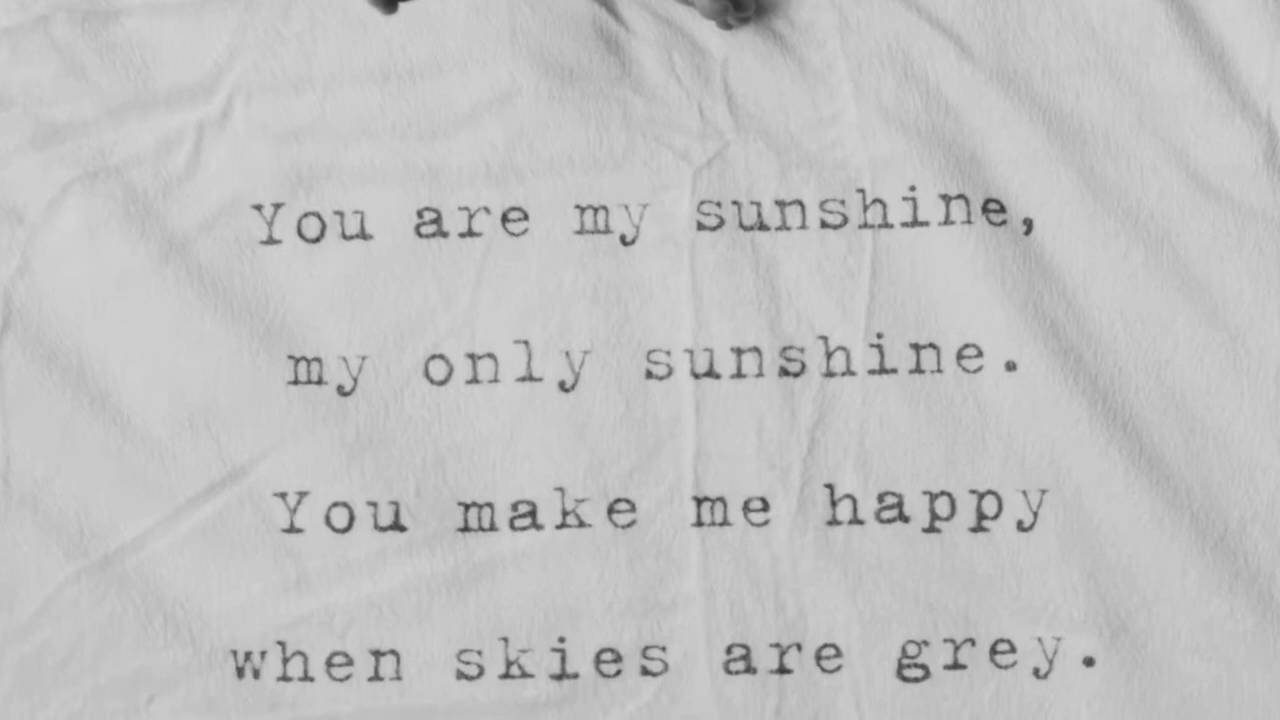 You are my sunshine,
my only sunshine.
You make me happy
when skies are grey.